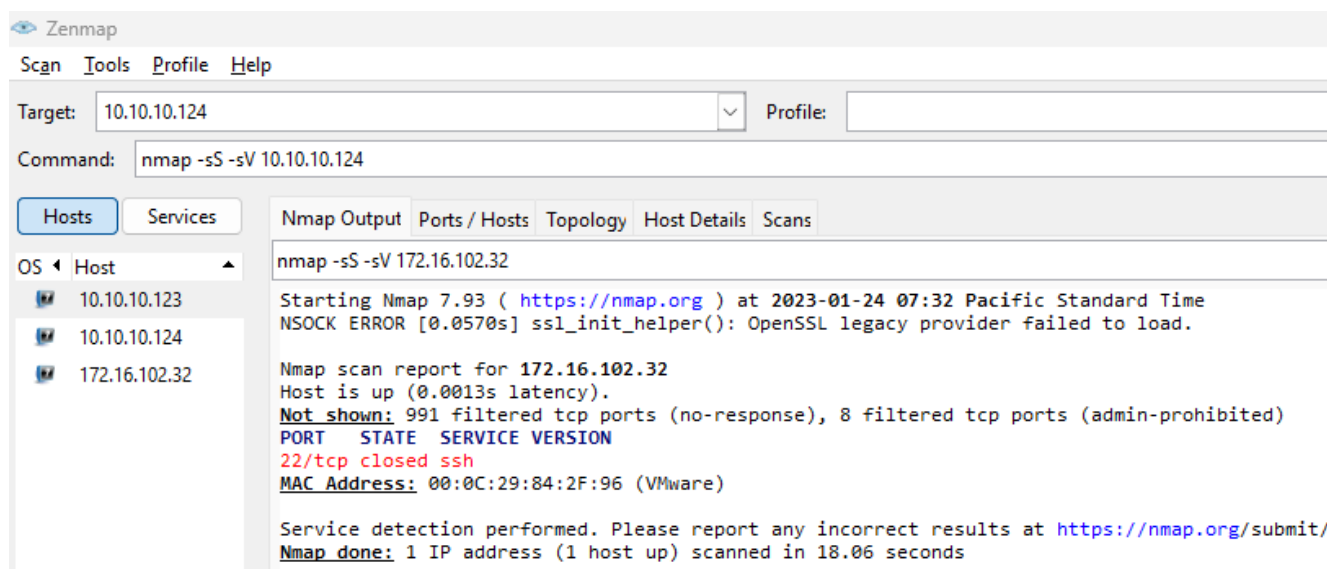 Zenmap
Scan Tools Profile Help
Target: 10.10.10.124 Profile:
Command: nmap -sS -sV 10.10.10.124
Hosts Services
Nmap Output Ports / Hosts Topology Host Details Scans
OS Host
nmap -sS -sV 172.16.102.32
10.10.10.123
10.10.10.124
172.16.102.32
Starting Nmap 7.93 ( https://nmap.org ) at 2023-01-24 07:32 Pacific Standard Time
NSOCK ERROR [0.0570s] ssl_init_helper(): OpenSSL legacy provider failed to load.
Nmap scan report for 172.16.102.32
Host is up (0.0013s latency).
Not shown: 991 filtered tcp ports (no-response), 8 filtered tcp ports (admin-prohibited)
PORT STATE SERVICE VERSION
22/tcp closed ssh
MAC Address: 00:0C:29:84:2F:96 (VMware)
Service detection performed. Please report any incorrect results at https://nmap.org/submit/
Nmap done: 1 IP address (1 host up) scanned in 18.06 seconds